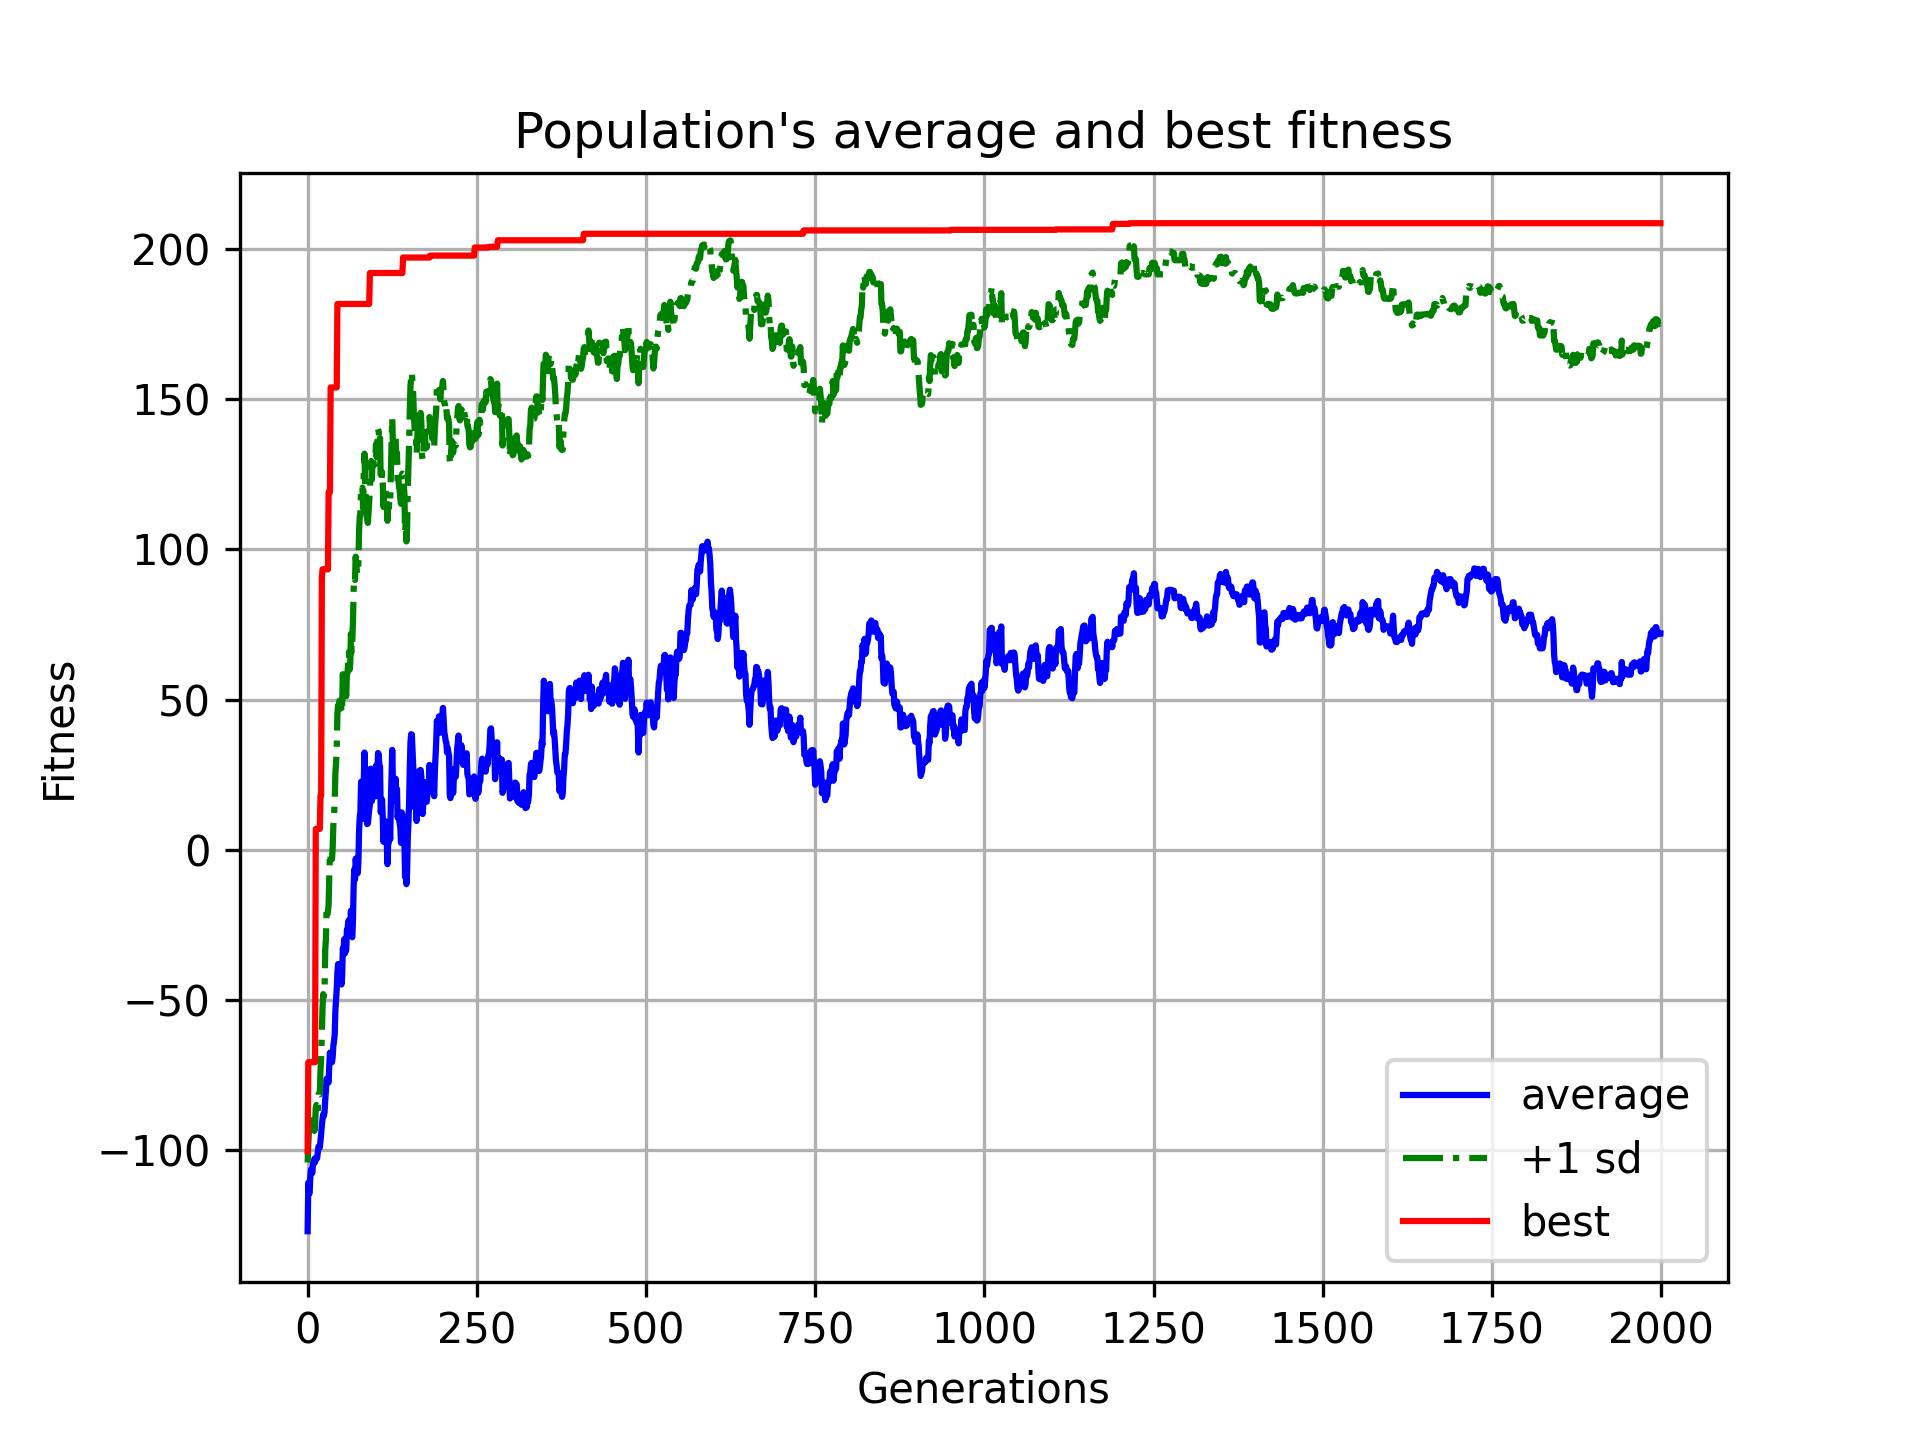 Population's average and best fitness
Fitness
200
150
100
50
0
−50
−100
0 250 500 750 1000 1250 1500 1750 2000
Generations
average
+1 sd
best